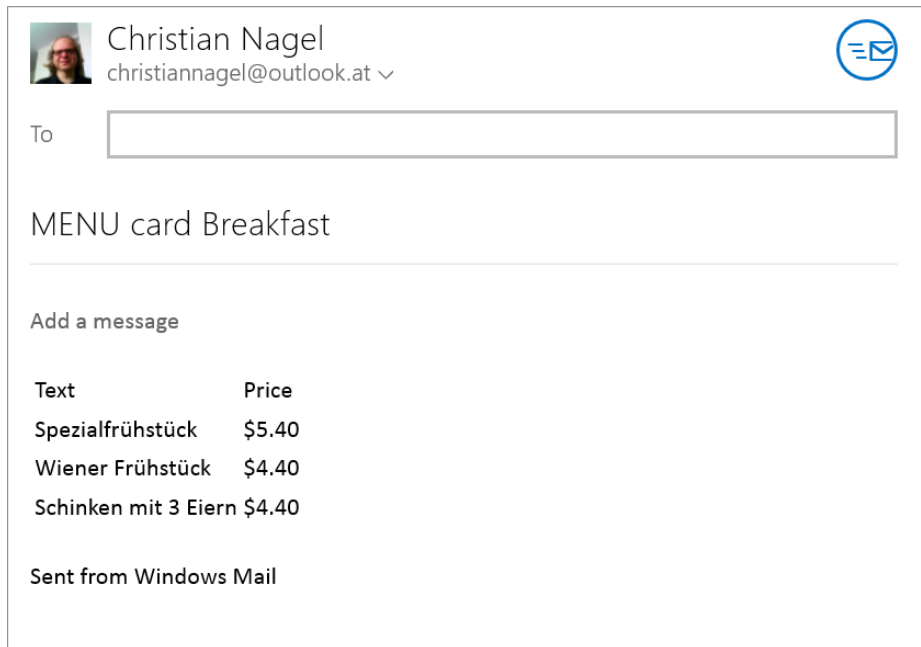 Christian Nagel
christiannagel@outlook.at
To
MENU card Breakfast
Add a message
Text Price
Spezialfrühstück $5.40
Wiener Frühstück $4.40
Schinken mit 3 Eiern $4.40
Sent from Windows Mail